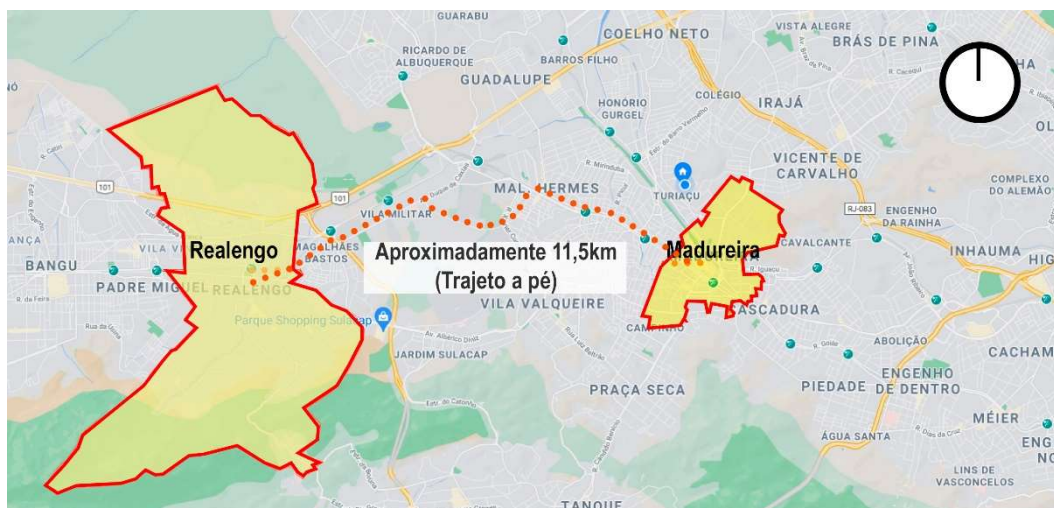 GUARABU
COELHO NETO
VISTA ALEGRE
BRÁS DE PINA
RICARDO DE
ALBUQUERQUE
BARROS FILHO
GUADALUPE
COLÉGIO
IRAJÁ
HONÓRIO
GURGEL
VICENTE DE
CARVALHO
COMPLEXO
DO ALEMÃO
101
101
MAL. HERMES
TURIAÇU
RJ-083
ENGENHO
DA RAINHA
VILA MILITAR
Realengo
MAGALHÃES
BASTOS
Aproximadamente 11,5km
(Trajeto a pé)
Madureira
CAVALCANTE
INHAUMA
HIG
BANGU
PADRE MIGUEL
REALENGO
VILA VALQUEIRE
CASCADURA
CAMPINHO
Parque Shopping Sulacap
JARDIM SULACAP
ABOLIÇÃO
CACHAM
PRAÇA SECA
PIEDADE
ENGENHO
DE DENTRO
MÉIER
ÁGUA SANTA
ENG
NO
LINS DE
VASCONCELOS
TANQUE